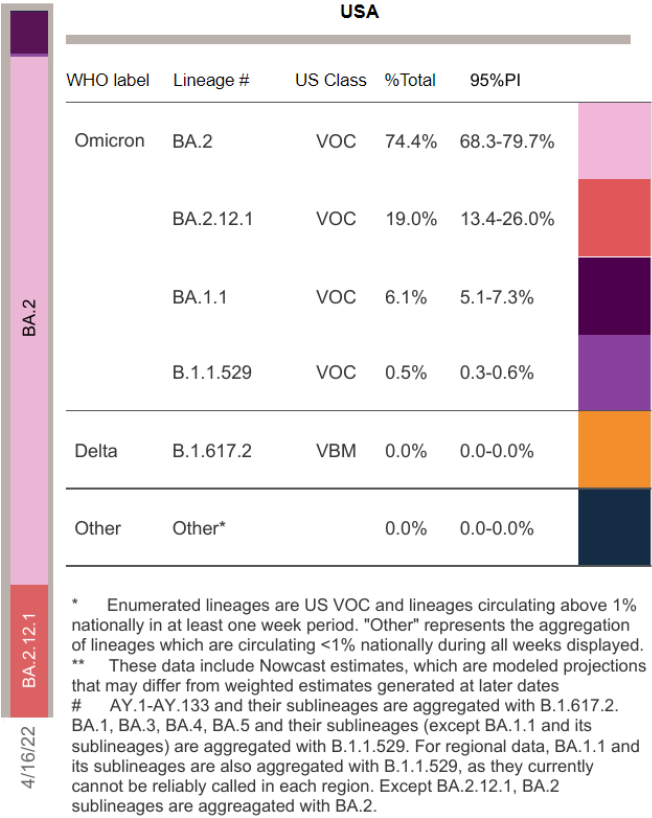 USA
WHO label Lineage # US Class %Total 95%PI
Omicron BA.2 VOC 74.4% 68.3-79.7%
BA.2.12.1 VOC 19.0% 13.4-26.0%
BA.1.1 VOC 6.1% 5.1-7.3%
B.1.1.529 VOC 0.5% 0.3-0.6%
Delta B.1.617.2 VBM 0.0% 0.0-0.0%
Other Other* 0.0% 0.0-0.0%
BA.2
BA.2.12.1
4/16/22
* Enumerated lineages are US VOC and lineages circulating above 1%
nationally in at least one week period. "Other" represents the aggregation
of lineages which are circulating <1% nationally during all weeks displayed.
** These data include Nowcast estimates, which are modeled projections
that may differ from weighted estimates generated at later dates
# AY.1-AY.133 and their sublineages are aggregated with B.1.617.2.
BA.1, BA.3, BA.4, BA.5 and their sublineages (except BA.1.1 and its
sublineages) are aggregated with B.1.1.529. For regional data, BA.1.1 and
its sublineages are also aggregated with B.1.1.529, as they currently
cannot be reliably called in each region. Except BA.2.12.1, BA.2
sublineages are aggreagated with BA.2.